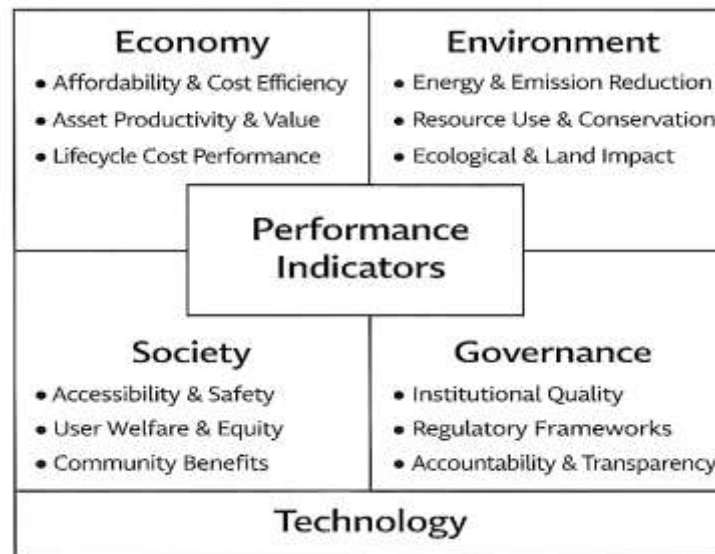 Economy
• Affordability & Cost Efficiency
• Asset Productivity & Value
• Lifecycle Cost Performance
Environment
• Energy & Emission Reduction
• Resource Use & Conservation
• Ecological & Land Impact
Performance
Indicators
Society
• Accessibility & Safety
• User Welfare & Equity
• Community Benefits
Governance
• Institutional Quality
• Regulatory Frameworks
• Accountability & Transparency
Technology